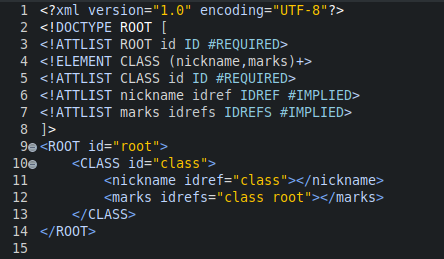 1 <?xml version="1.0" encoding="UTF-8"?>
2 <!DOCTYPE ROOT [
3 <!ATTLIST ROOT id ID #REQUIRED>
4 <!ELEMENT CLASS (nickname,marks)+>
5 <!ATTLIST CLASS id ID #REQUIRED>
6 <!ATTLIST nickname idref IDREF #IMPLIED>
7 <!ATTLIST marks idrefs IDREFS #IMPLIED>
8 ]>
9 <ROOT id="root">
10     <CLASS id="class">
11         <nickname idref="class"></nickname>
12         <marks idrefs="class root"></marks>
13     </CLASS>
14 </ROOT>
15